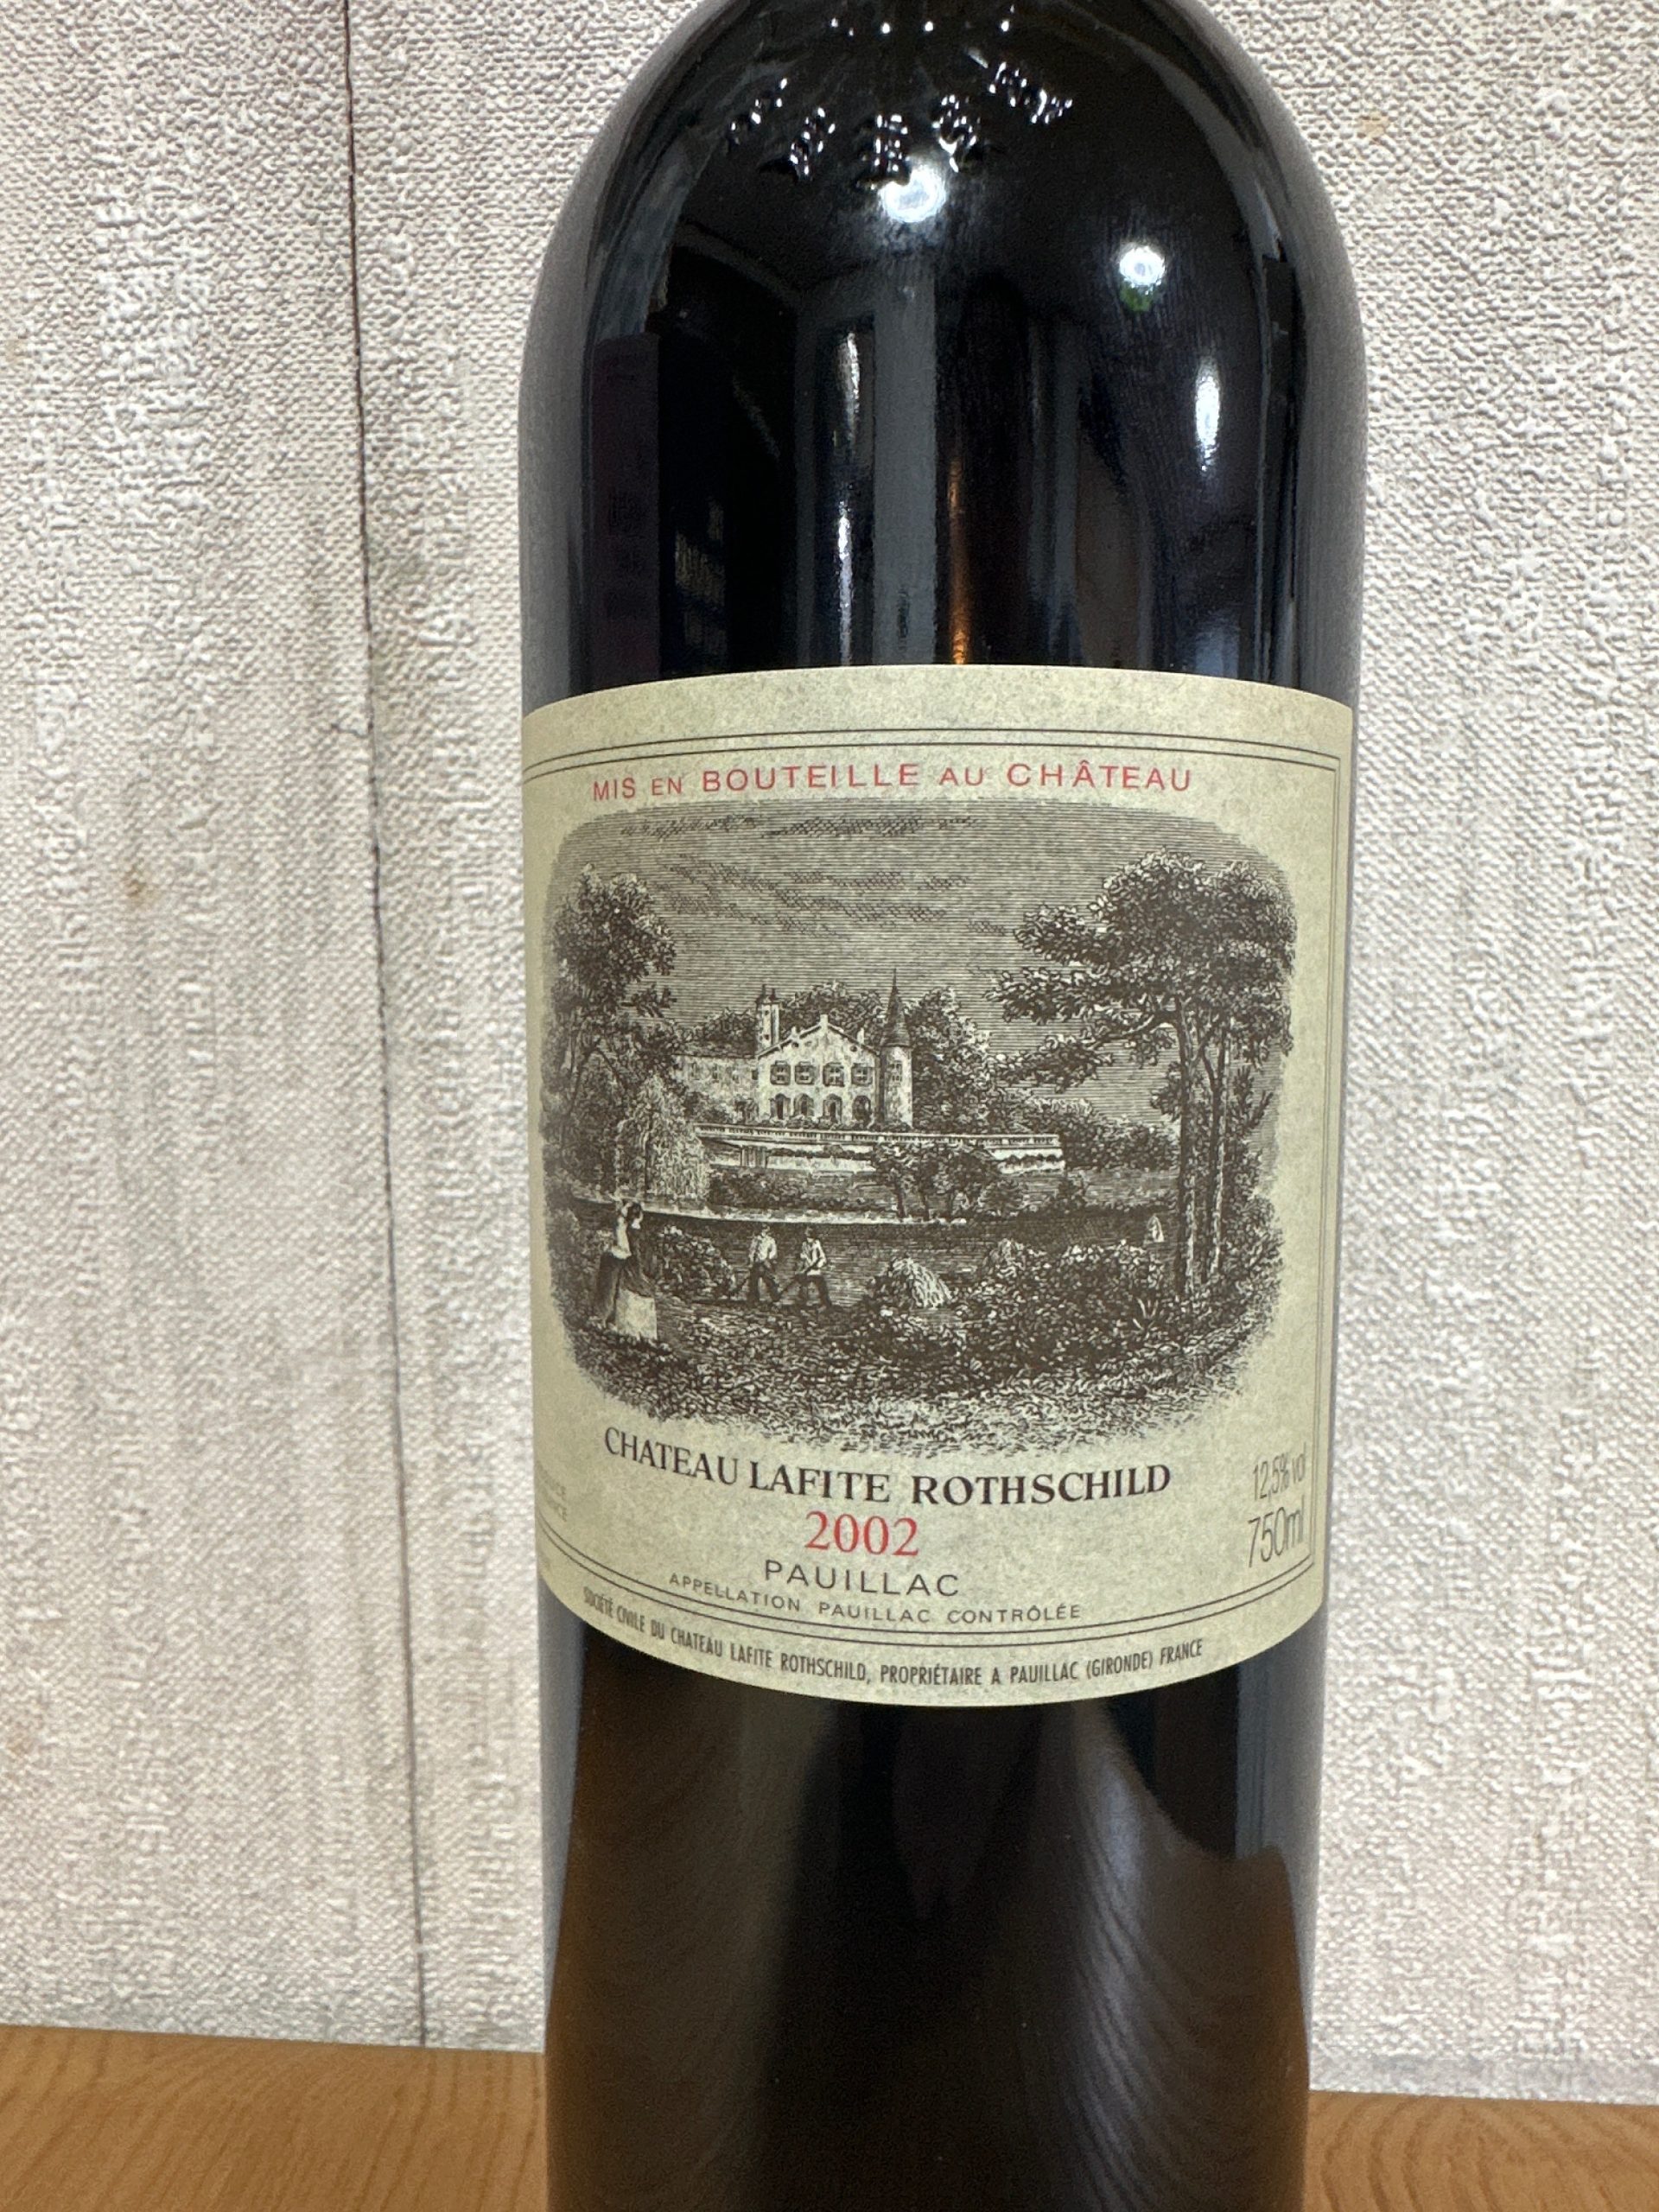 MIS EN BOUTEILLE AU CHÂTEAU
CHATEAU LAFITE ROTHSCHILD
2002
PAUILLAC
APPELLATION PAUILLAC CONTRÔLÉE
12,5% vol
750ml
SOCIÉTÉ CIVILE DU CHATEAU LAFITE ROTHSCHILD, PROPRIÉTAIRE A PAUILLAC (GIRONDE) FRANCE